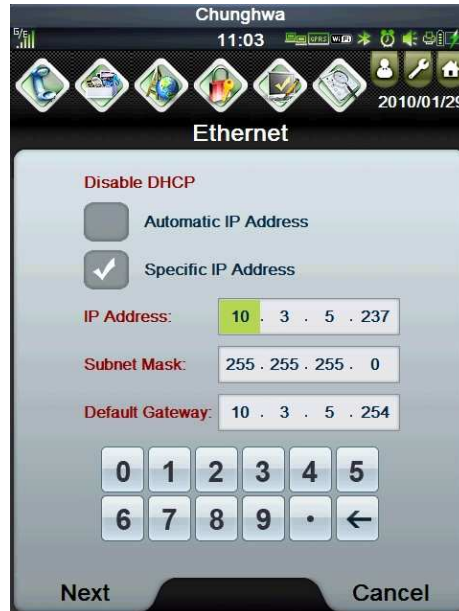 Chunghwa
G/E 11:03 GPRS WiFi
2010/01/29
Ethernet
Disable DHCP
Automatic IP Address
Specific IP Address
IP Address: 10 . 3 . 5 . 237
Subnet Mask: 255 . 255 . 255 . 0
Default Gateway: 10 . 3 . 5 . 254
0 1 2 3 4 5
6 7 8 9 . ←
Next Cancel